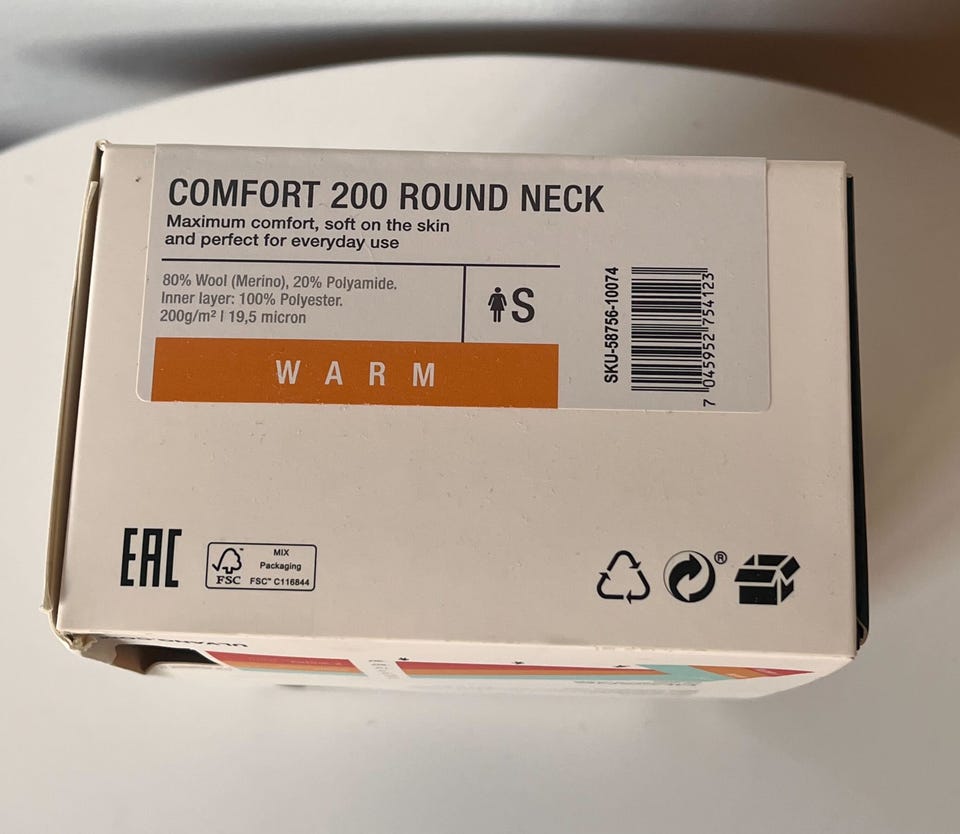 COMFORT 200 ROUND NECK
Maximum comfort, soft on the skin
and perfect for everyday use
80% Wool (Merino), 20% Polyamide.
Inner layer: 100% Polyester.
200g/m² | 19,5 micron
S
WARM
SKU-58756-10074
7 045952 754123
EAC
FSC™
MIX
Packaging
FSC™ C116844
®